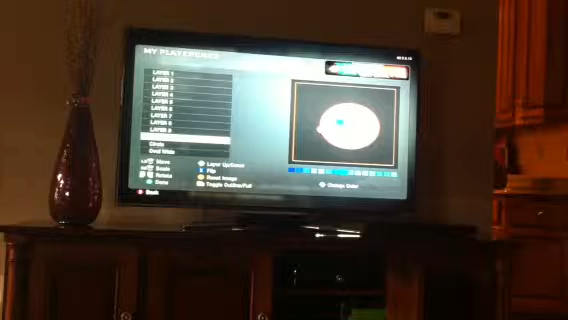 MY PLAYERCARD
LAYER 1
LAYER 2
LAYER 3
LAYER 4
LAYER 5
LAYER 6
LAYER 7
LAYER 8
LAYER 9
Circle
Oval Wide
Move
Scale
Rotate
Done
Back
Layer Up/Down
Flip
Reset Image
Toggle Outline/Full
Change Color